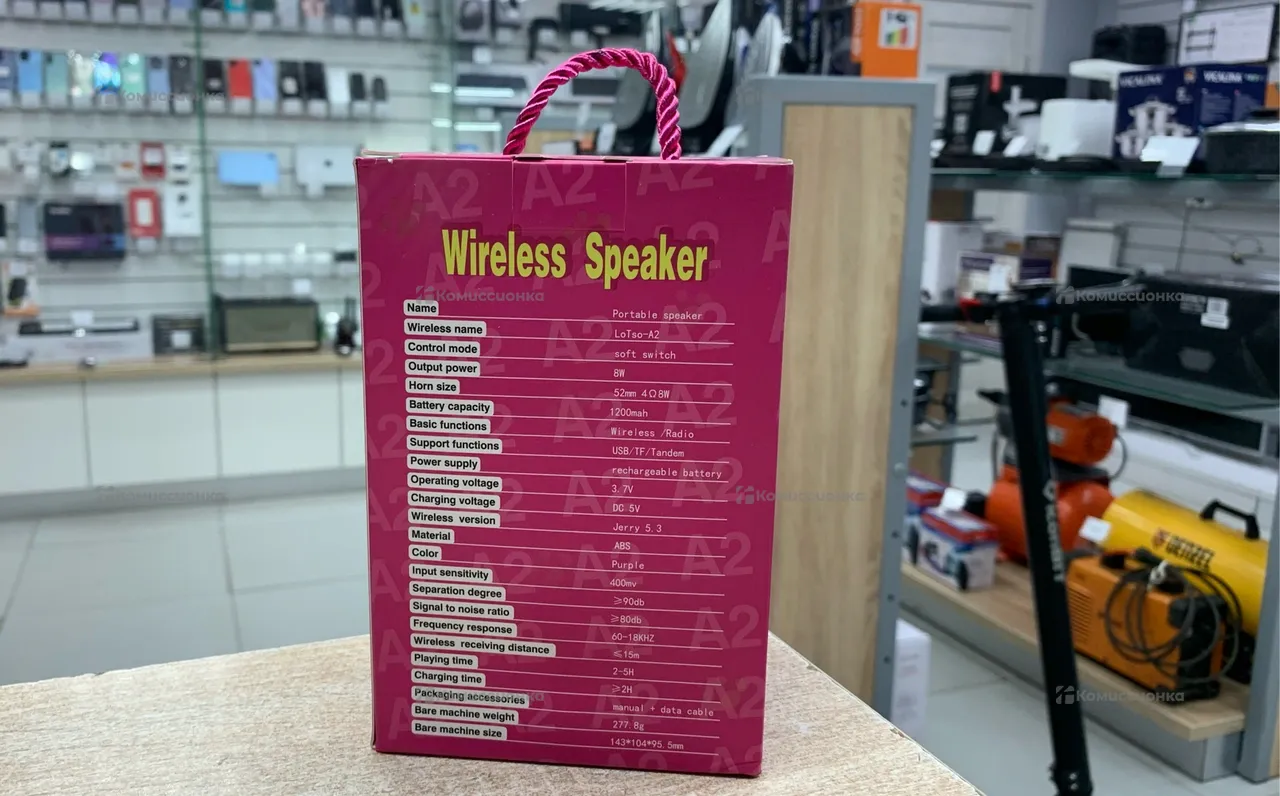 A2 A2 A2
Wireless Speaker
Комиссионка
Name Portable speaker
Wireless name LoTso-A2
Control mode soft switch
Output power 8W
Horn size 52mm 4Ω8W
Battery capacity 1200mah
Basic functions Wireless /Radio
Support functions USB/TF/Tandem
Power supply rechargeable battery
Operating voltage 3.7V
Charging voltage DC 5V
Wireless version Jerry 5.3
Material ABS
Color Purple
Input sensitivity 400mv
Separation degree ≥90db
Signal to noise ratio ≥80db
Frequency response 60-18KHZ
Wireless receiving distance ≤15m
Playing time 2-5H
Charging time ≥2H
Packaging accessories manual + data cable
Bare machine weight 277.8g
Bare machine size 143*104*95.5mm
Комиссионка
Комиссионка
Комиссионка
Комиссионка
DENZEL